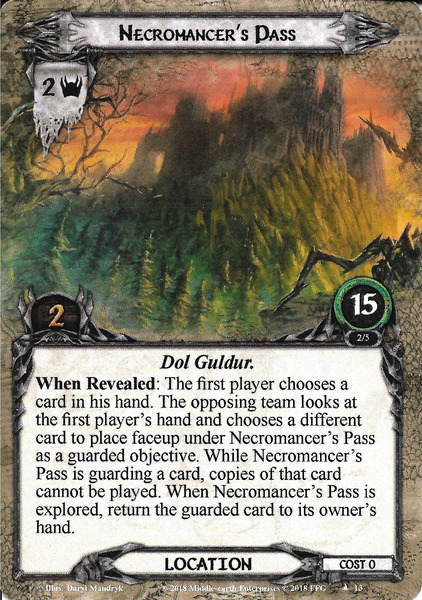 Necromancer's Pass
2
2
15
2/5
Dol Guldur.
When Revealed: The first player chooses a
card in his hand. The opposing team looks at
the first player's hand and chooses a different
card to place faceup under Necromancer's Pass
as a guarded objective. While Necromancer's
Pass is guarding a card, copies of that card
cannot be played. When Necromancer's Pass is
explored, return the guarded card to its owner's
hand.
LOCATION
COST 0
Illus. Daryl Mandryk
©2018 Middle-earth Enterprises ©2018 FFG
13